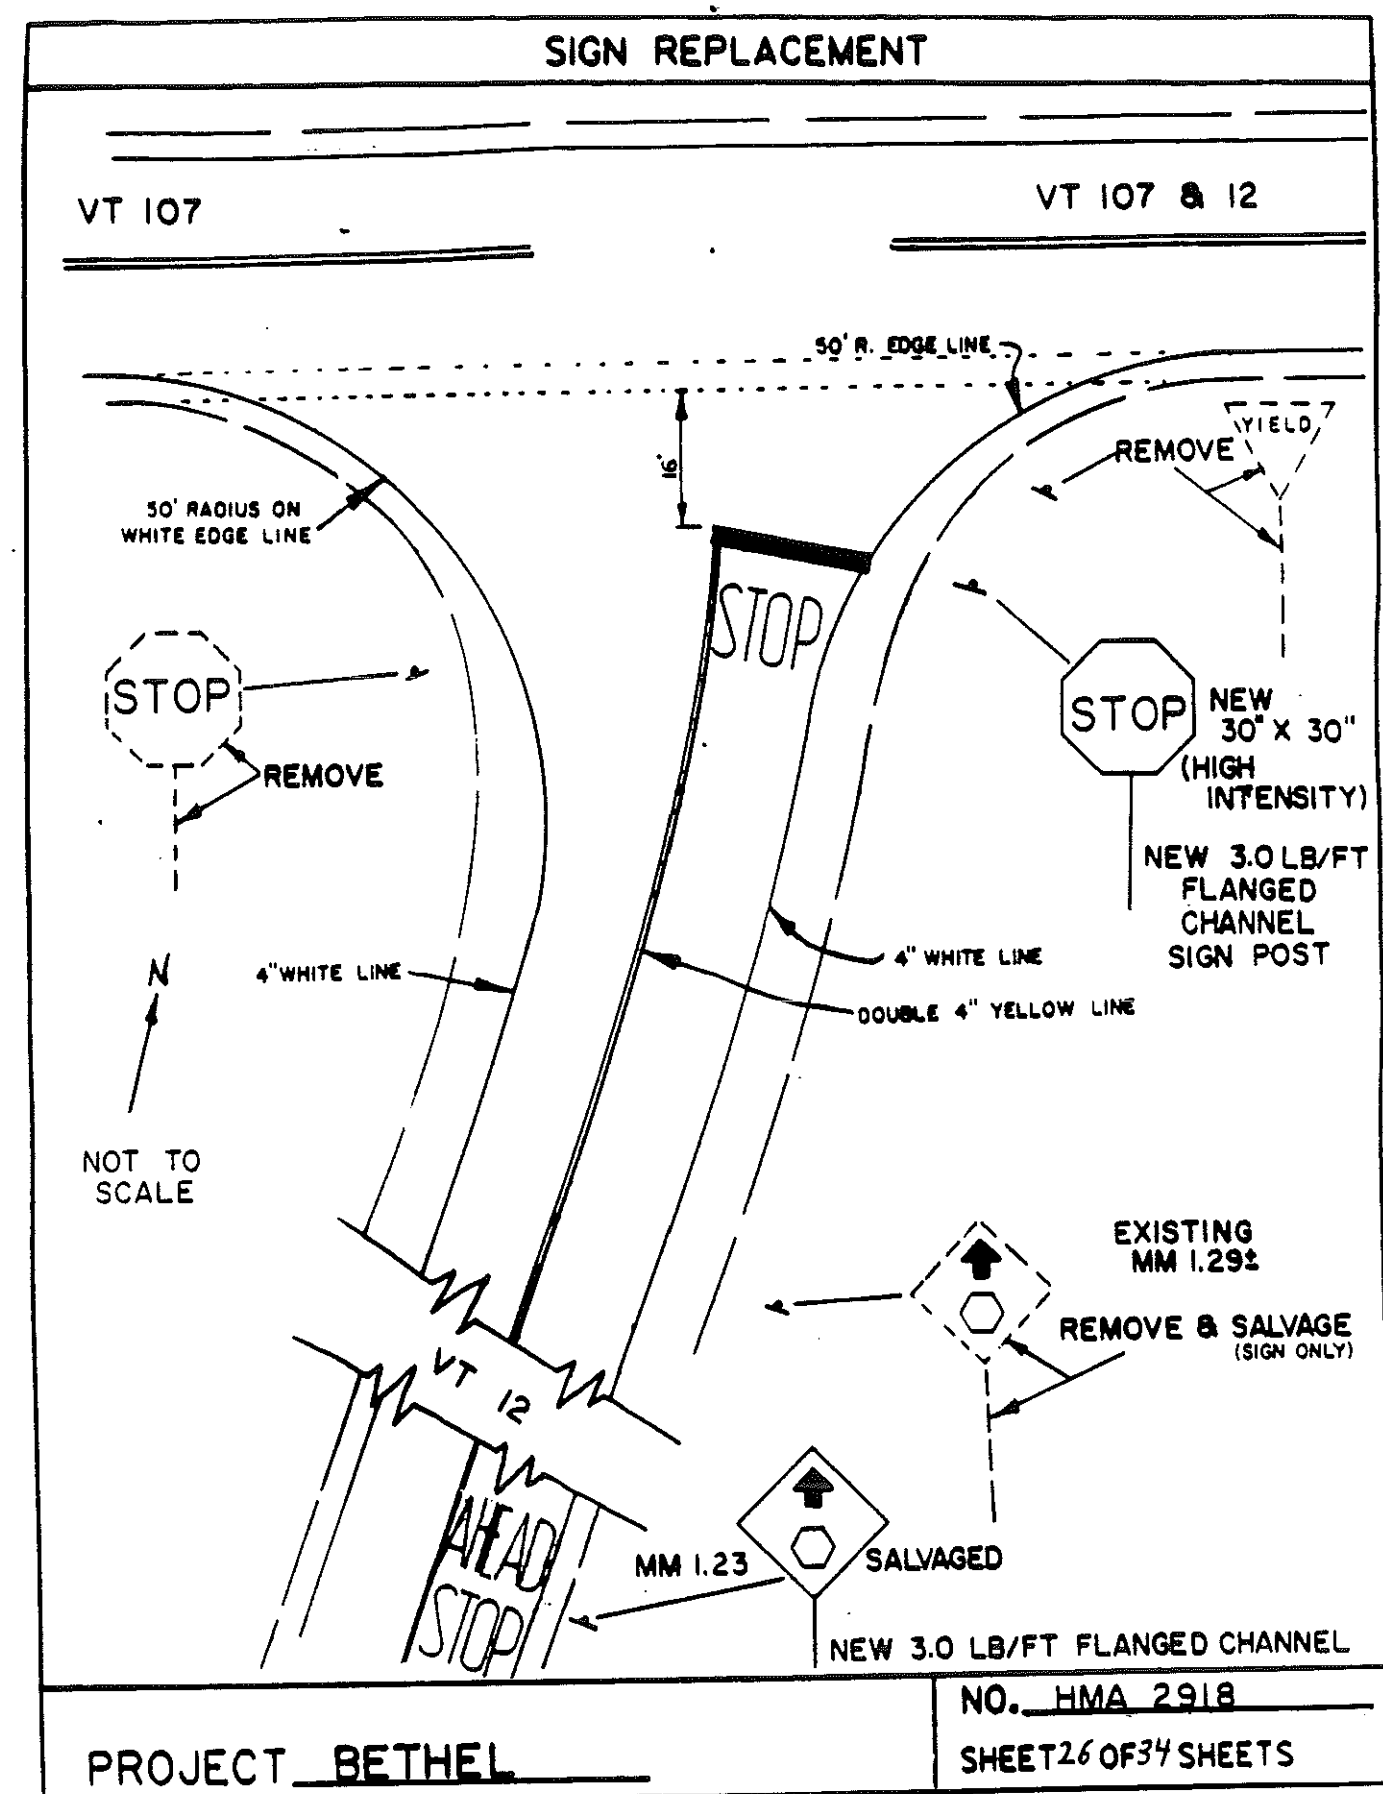 SIGN REPLACEMENT
VT 107
VT 107 & 12
50' R. EDGE LINE
16'
YIELD
REMOVE
50' RADIUS ON
WHITE EDGE LINE
STOP
STOP
REMOVE
STOP
NEW
30" X 30"
(HIGH
INTENSITY)
NEW 3.0 LB/FT
FLANGED
CHANNEL
SIGN POST
N
4" WHITE LINE
4" WHITE LINE
DOUBLE 4" YELLOW LINE
NOT TO
SCALE
EXISTING
MM 1.29±
REMOVE & SALVAGE
(SIGN ONLY)
VT 12
AHEAD
STOP
MM 1.23
SALVAGED
NEW 3.0 LB/FT FLANGED CHANNEL
PROJECT BETHEL
NO. HMA 2918
SHEET 26 OF 34 SHEETS